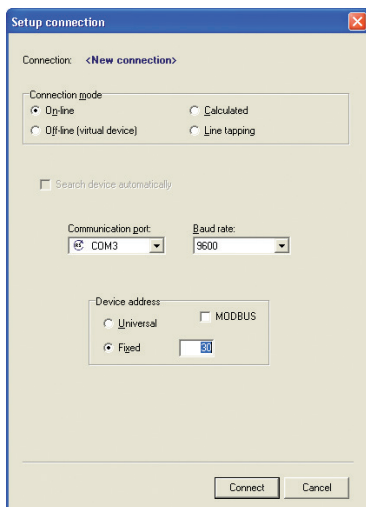 Setup connection
Connection: <New connection>
Connection mode
On-line
Calculated
Off-line (virtual device)
Line tapping
Search device automatically
Communication port:
Baud rate:
COM3
9600
Device address
Universal
MODBUS
Fixed
30
Connect
Cancel